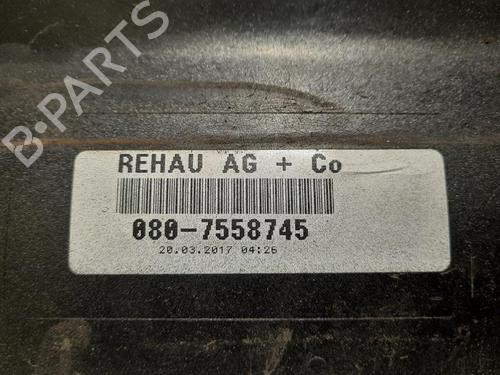 B-PARTS
REHAU AG + Co
080-7558745
20.03.2017 04:26